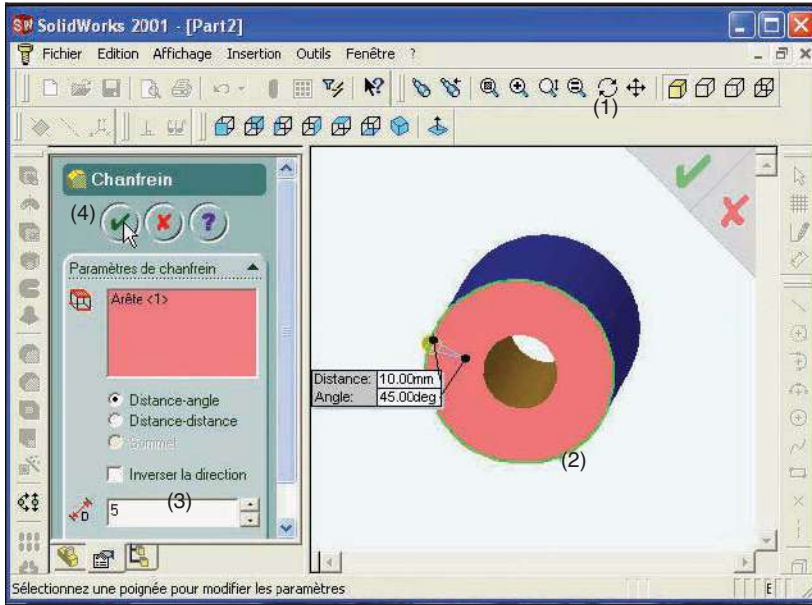 SolidWorks 2001 - [Part2]
Fichier Edition Affichage Insertion Outils Fenêtre ?
(1)
Chanfrein
(4)
Paramètres de chanfrein
Arête <1>
Distance-angle
Distance-distance
Sommet
Inverser la direction
(3)
D
5
Distance: 10.00mm
Angle: 45.00deg
(2)
Sélectionnez une poignée pour modifier les paramètres
E